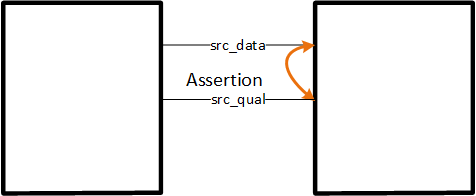 src_data
Assertion
src_qual